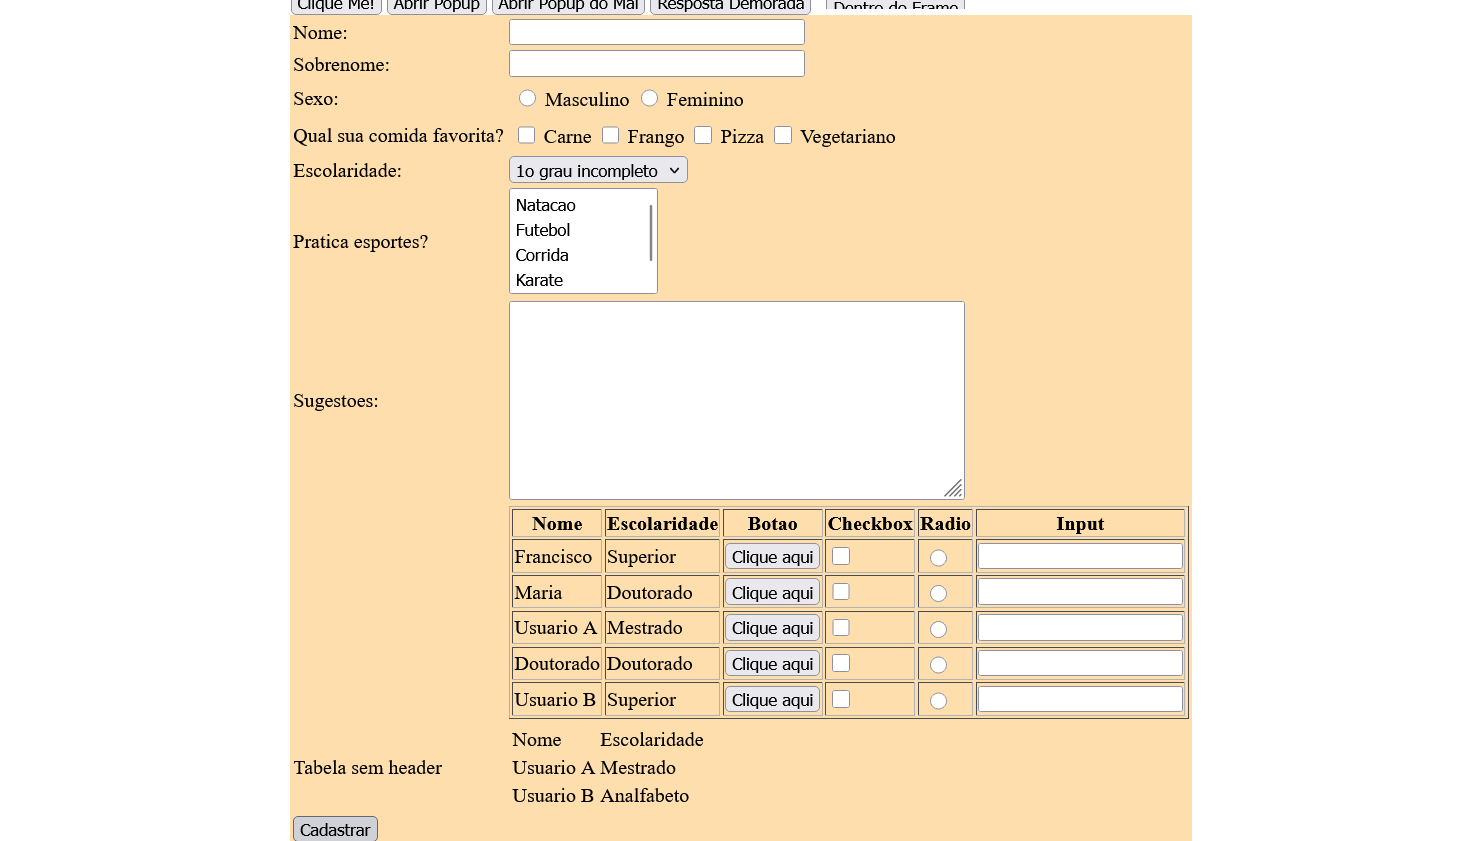 Clique Me! Abrir Popup Abrir Popup do Mal Resposta Demorada Dentro do Frame
Nome:
Sobrenome:
Sexo: Masculino Feminino
Qual sua comida favorita? Carne Frango Pizza Vegetariano
Escolaridade: 1o grau incompleto
Pratica esportes?
Natacao
Futebol
Corrida
Karate
Sugestoes:
Nome Escolaridade Botao Checkbox Radio Input
Francisco Superior Clique aqui
Maria Doutorado Clique aqui
Usuario A Mestrado Clique aqui
Doutorado Doutorado Clique aqui
Usuario B Superior Clique aqui
Tabela sem header
Nome Escolaridade
Usuario A Mestrado
Usuario B Analfabeto
Cadastrar